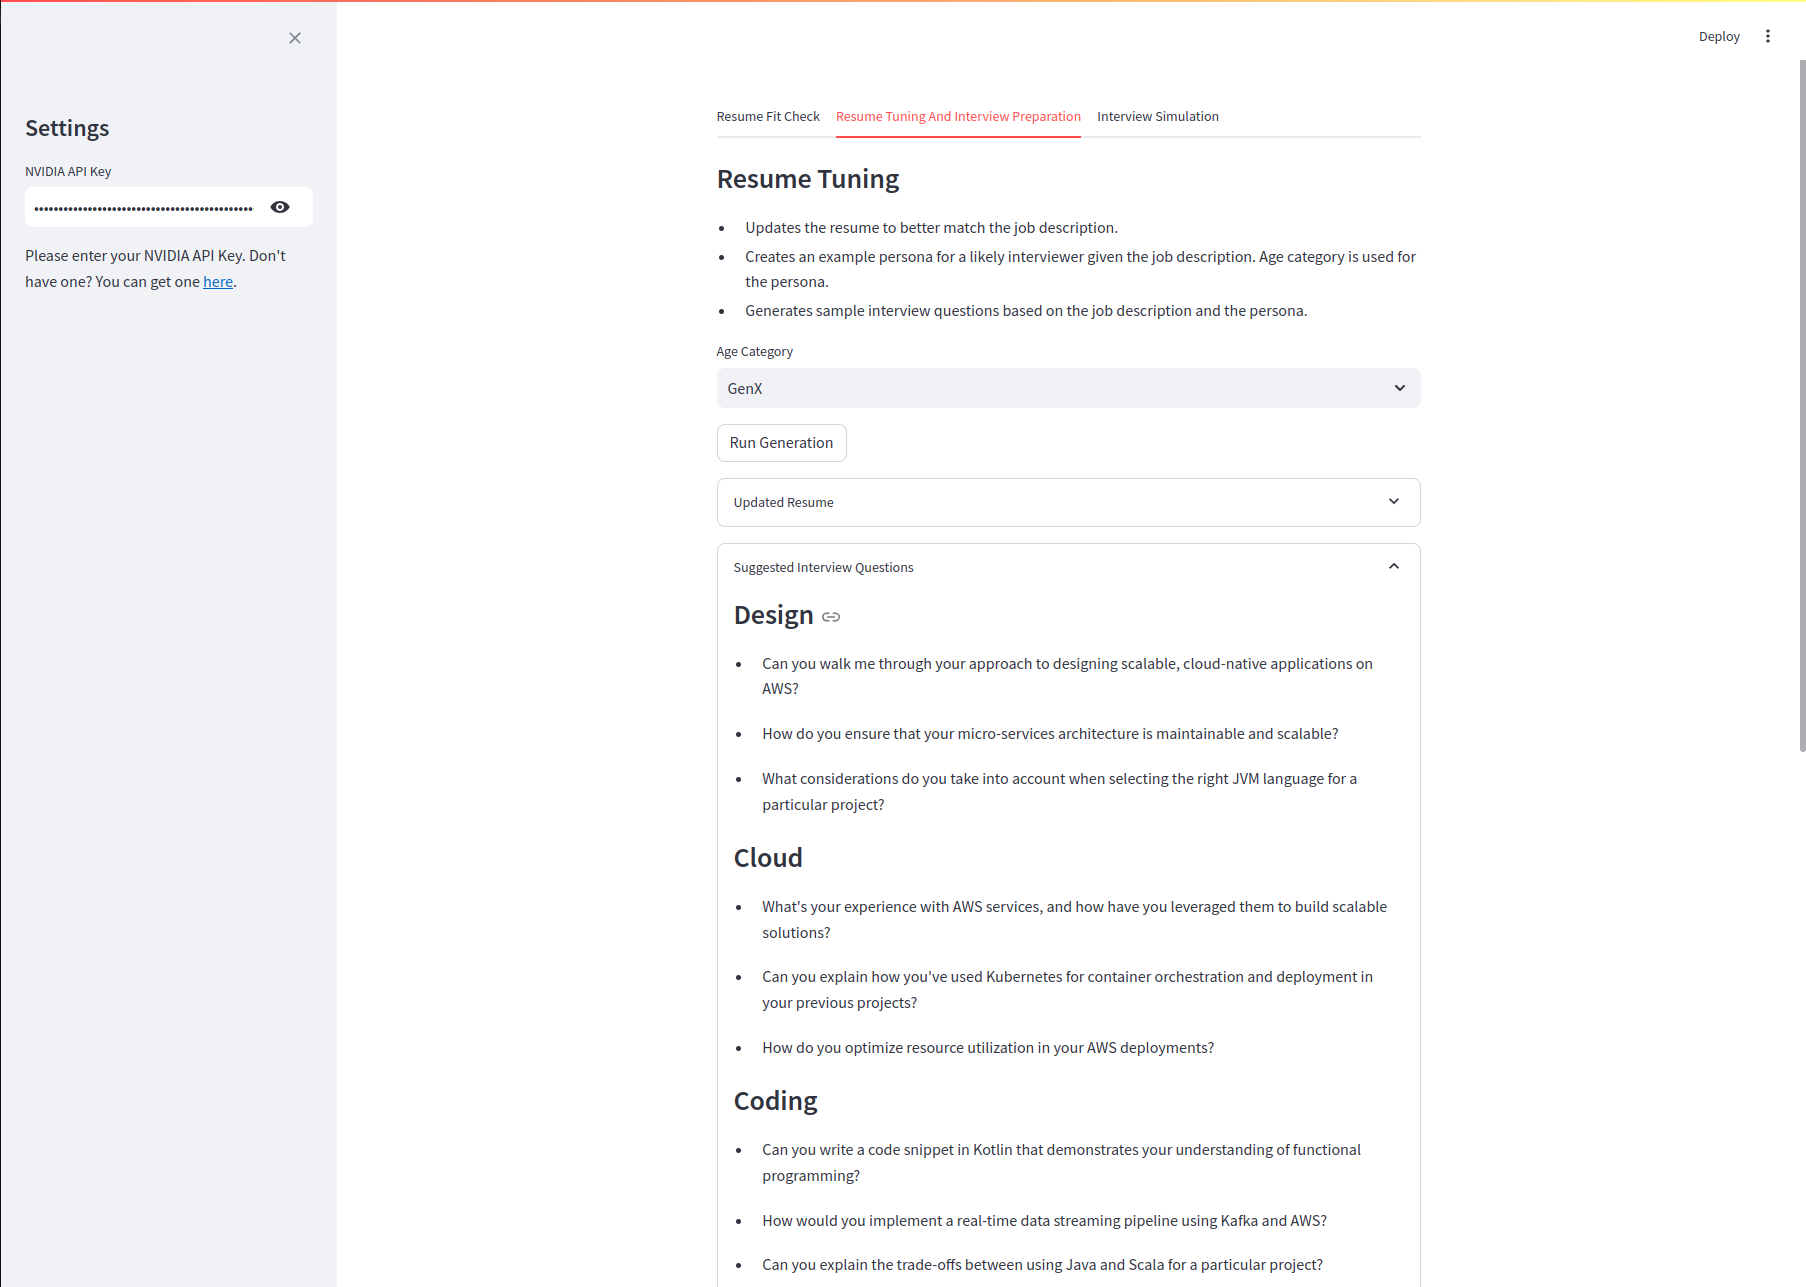 Deploy
Settings
NVIDIA API Key
••••••••••••••••••••••••••••••••••••••••••••••
Please enter your NVIDIA API Key. Don't
have one? You can get one here.
Resume Fit Check
Resume Tuning And Interview Preparation
Interview Simulation
Resume Tuning
• Updates the resume to better match the job description.
• Creates an example persona for a likely interviewer given the job description. Age category is used for
the persona.
• Generates sample interview questions based on the job description and the persona.
Age Category
GenX
Run Generation
Updated Resume
Suggested Interview Questions
Design
• Can you walk me through your approach to designing scalable, cloud-native applications on
AWS?
• How do you ensure that your micro-services architecture is maintainable and scalable?
• What considerations do you take into account when selecting the right JVM language for a
particular project?
Cloud
• What's your experience with AWS services, and how have you leveraged them to build scalable
solutions?
• Can you explain how you've used Kubernetes for container orchestration and deployment in
your previous projects?
• How do you optimize resource utilization in your AWS deployments?
Coding
• Can you write a code snippet in Kotlin that demonstrates your understanding of functional
programming?
• How would you implement a real-time data streaming pipeline using Kafka and AWS?
• Can you explain the trade-offs between using Java and Scala for a particular project?